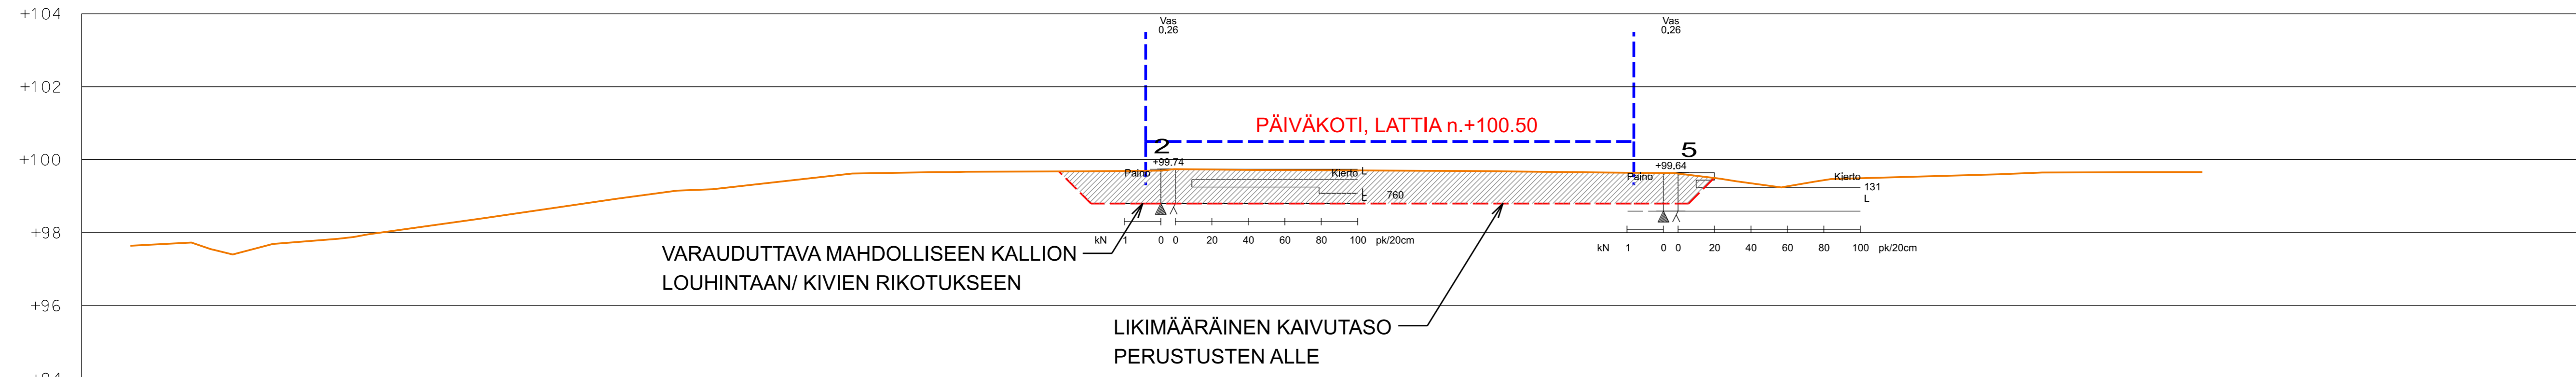 +104
Vas
0.26
Vas
0.26
+102
PÄIVÄKOTI, LATTIA n.+100.50
+100
2
5
+99.74
+99.64
Paino
Kierto
L
Paino
Kierto
131
L
760
L
L
+98
kN 1 0 0 20 40 60 80 100 pk/20cm
kN 1 0 0 20 40 60 80 100 pk/20cm
VARAUDUTTAVA MAHDOLLISEEN KALLION
LOUHINTAAN/ KIVIEN RIKOTUKSEEN
+96
LIKIMÄÄRÄINEN KAIVUTASO
PERUSTUSTEN ALLE